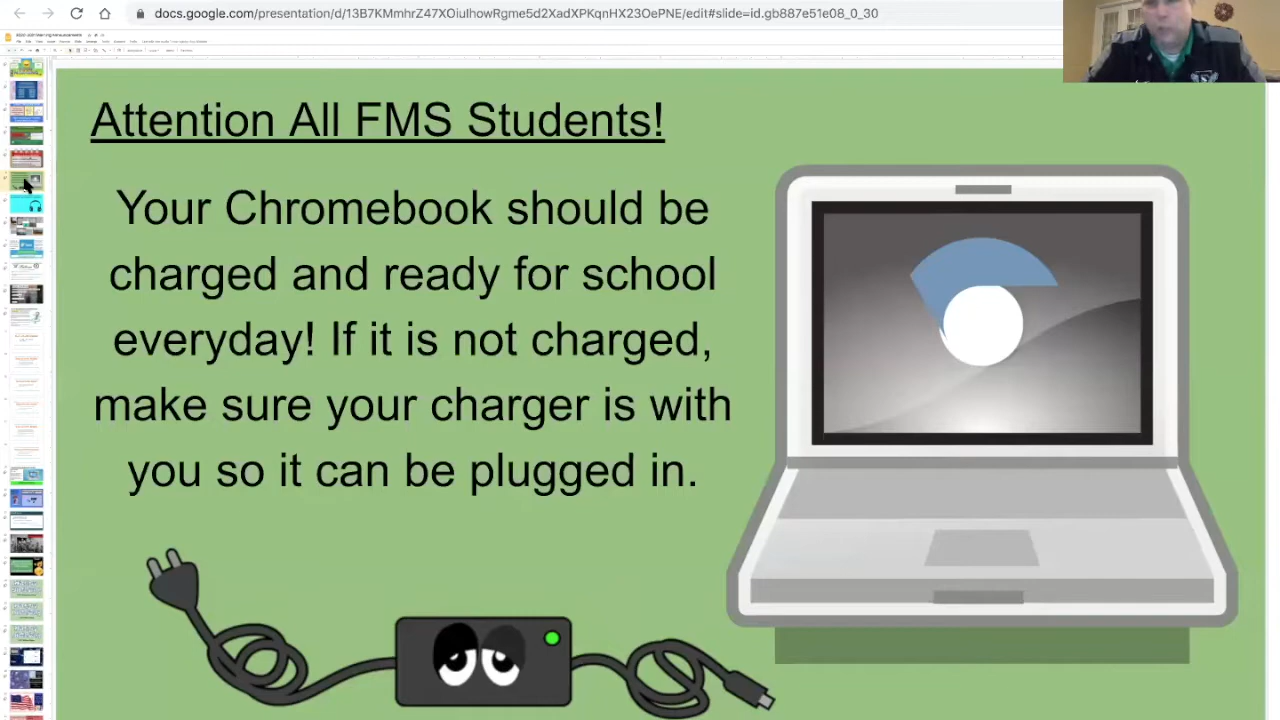 docs.google.com/presentation/d/13B7KMmhrZ47XOiulhowRgme5d2XadXPKqnHX23OePNE/edit#slide=id.gb887e51e08_0_30
Attention All FMS Students!
Your Chromebook should be
charged and ready for school
everyday! If it is not charged,
make sure your charger is with
you so it can be plugged in.